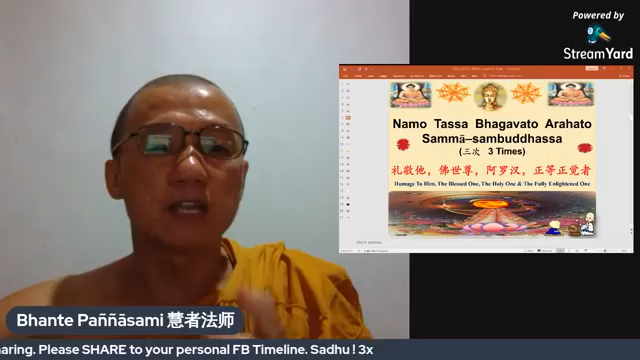 Powered by
StreamYard
Namo Tassa Bhagavato Arahato
Sammā–sambuddhassa
(三次 3 Times)
礼敬他，佛世尊，阿罗汉，正等正觉者
Homage To Him, The Blessed One, The Holy One & The Fully Enlightened One
Bhante Paññāsami 慧者法师
haring. Please SHARE to your personal FB Timeline. Sadhu ! 3x